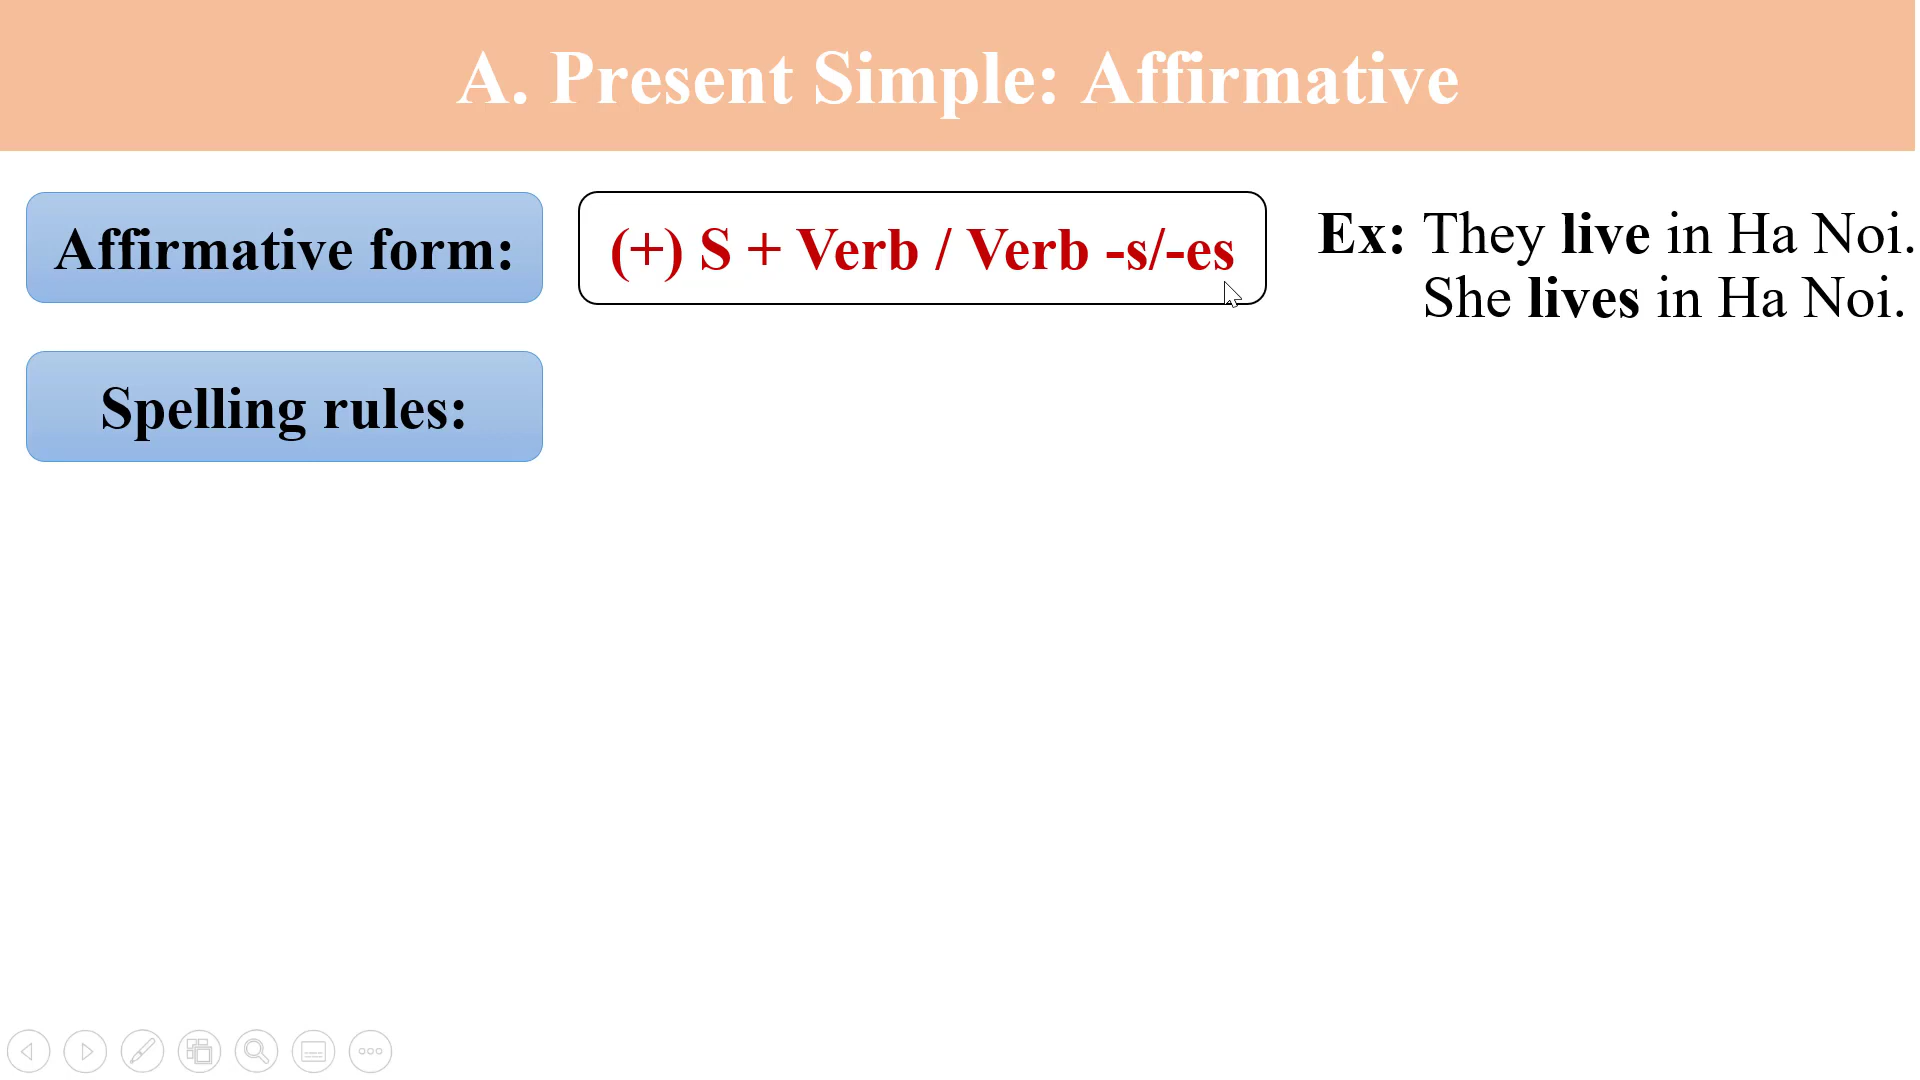 A. Present Simple: Affirmative
Affirmative form:
(+) S + Verb / Verb -s/-es
Ex: They live in Ha Noi.
She lives in Ha Noi.
Spelling rules: